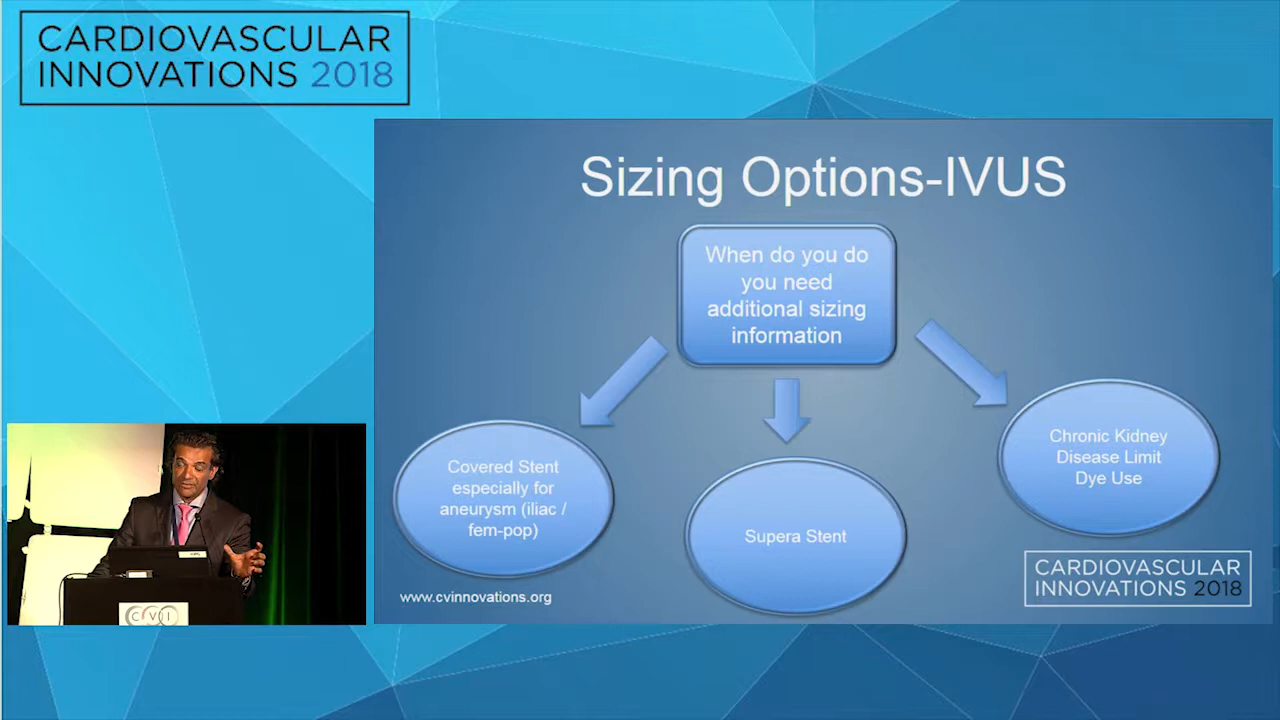 CARDIOVASCULAR
INNOVATIONS 2018
Sizing Options-IVUS
When do you do
you need
additional sizing
information
Covered Stent
especially for
aneurysm (iliac /
fem-pop)
Supera Stent
Chronic Kidney
Disease Limit
Dye Use
www.cvinnovations.org
CARDIOVASCULAR
INNOVATIONS 2018